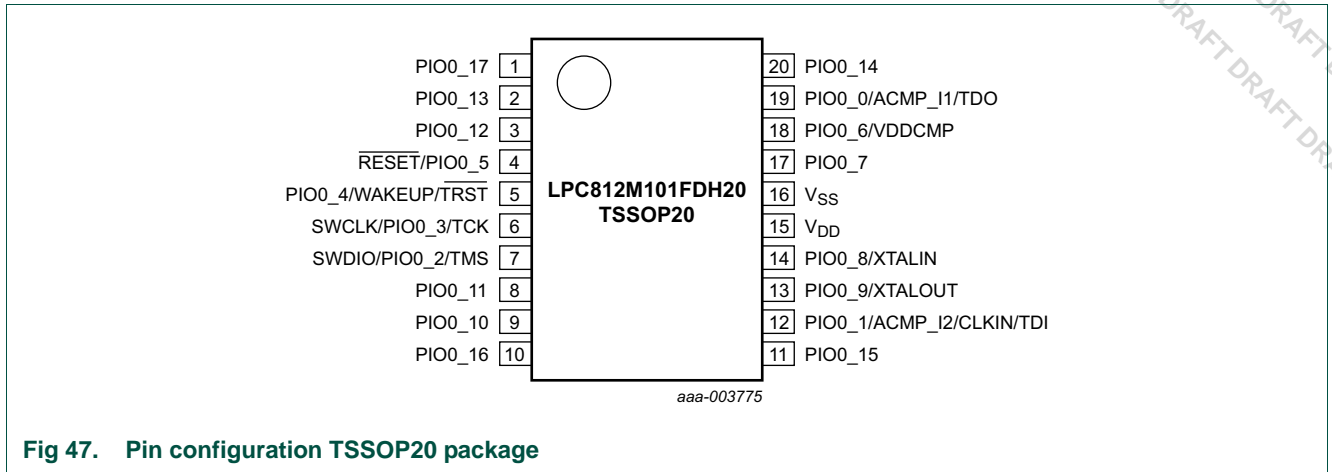 DRAFT DRAFT DRAFT DRA
PIO0_17 1
PIO0_13 2
PIO0_12 3
RESET/PIO0_5 4
PIO0_4/WAKEUP/TRST 5
SWCLK/PIO0_3/TCK 6
SWDIO/PIO0_2/TMS 7
PIO0_11 8
PIO0_10 9
PIO0_16 10
LPC812M101FDH20
TSSOP20
20 PIO0_14
19 PIO0_0/ACMP_I1/TDO
18 PIO0_6/VDDCMP
17 PIO0_7
16 VSS
15 VDD
14 PIO0_8/XTALIN
13 PIO0_9/XTALOUT
12 PIO0_1/ACMP_I2/CLKIN/TDI
11 PIO0_15
aaa-003775
Fig 47. Pin configuration TSSOP20 package